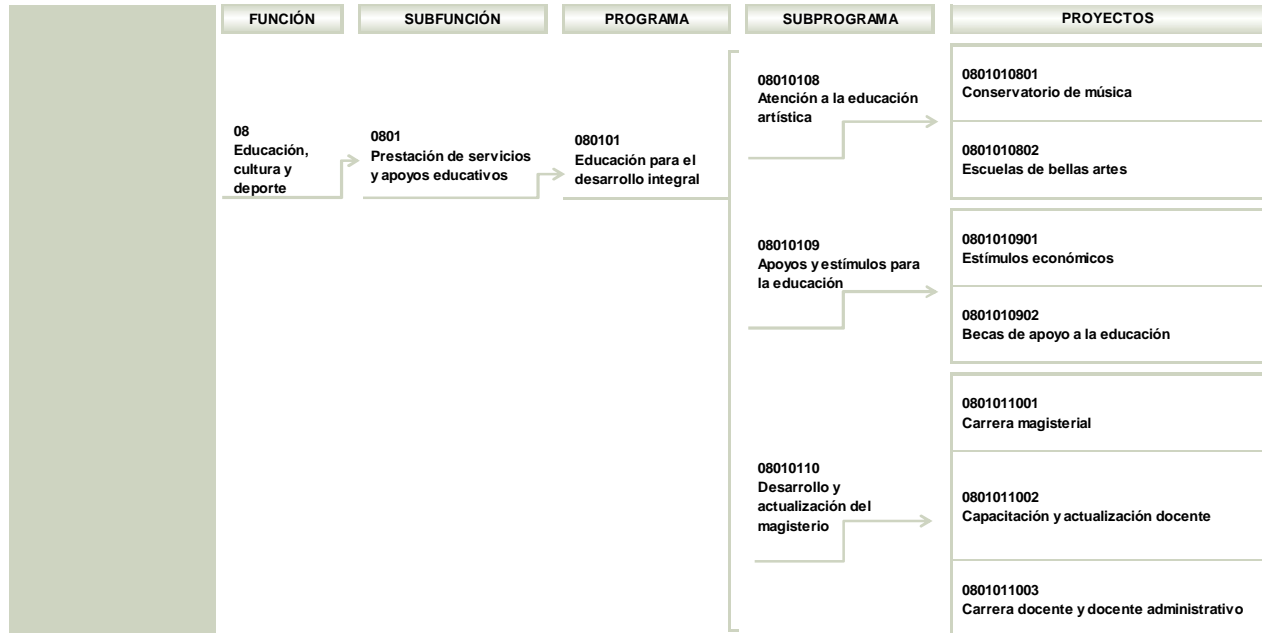 FUNCIÓN
SUBFUNCIÓN
PROGRAMA
SUBPROGRAMA
PROYECTOS
08
Educación,
cultura y
deporte
0801
Prestación de servicios
y apoyos educativos
080101
Educación para el
desarrollo integral
08010108
Atención a la educación
artística
0801010801
Conservatorio de música
0801010802
Escuelas de bellas artes
08010109
Apoyos y estímulos para
la educación
0801010901
Estímulos económicos
0801010902
Becas de apoyo a la educación
08010110
Desarrollo y
actualización del
magisterio
0801011001
Carrera magisterial
0801011002
Capacitación y actualización docente
0801011003
Carrera docente y docente administrativo